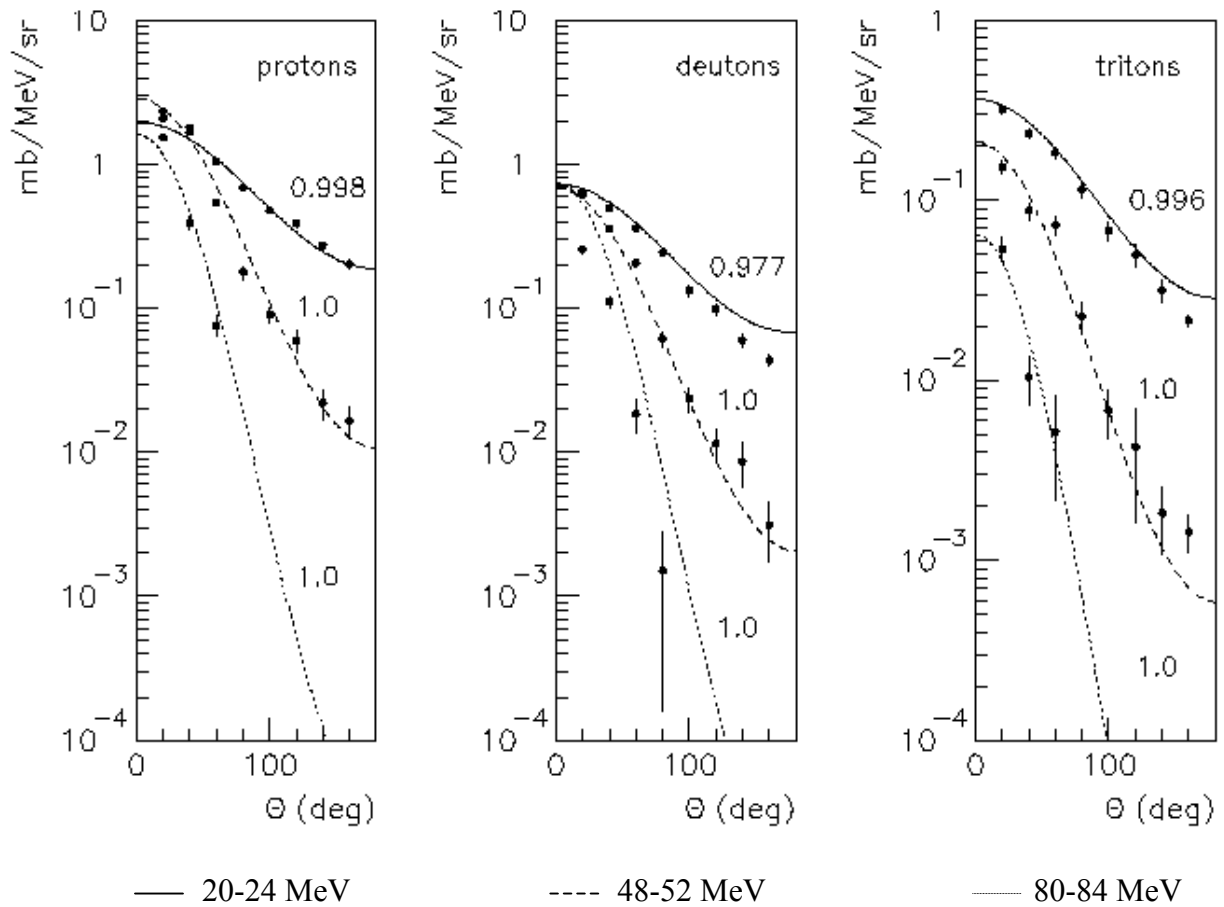 mb/MeV/sr
10
1
10⁻¹
10⁻²
10⁻³
10⁻⁴
protons
0.998
1.0
1.0
0
100
Θ (deg)
mb/MeV/sr
10
1
10⁻¹
10⁻²
10⁻³
10⁻⁴
deutons
0.977
1.0
1.0
0
100
Θ (deg)
mb/MeV/sr
1
10⁻¹
10⁻²
10⁻³
10⁻⁴
tritons
0.996
1.0
1.0
0
100
Θ (deg)
20-24 MeV
48-52 MeV
80-84 MeV